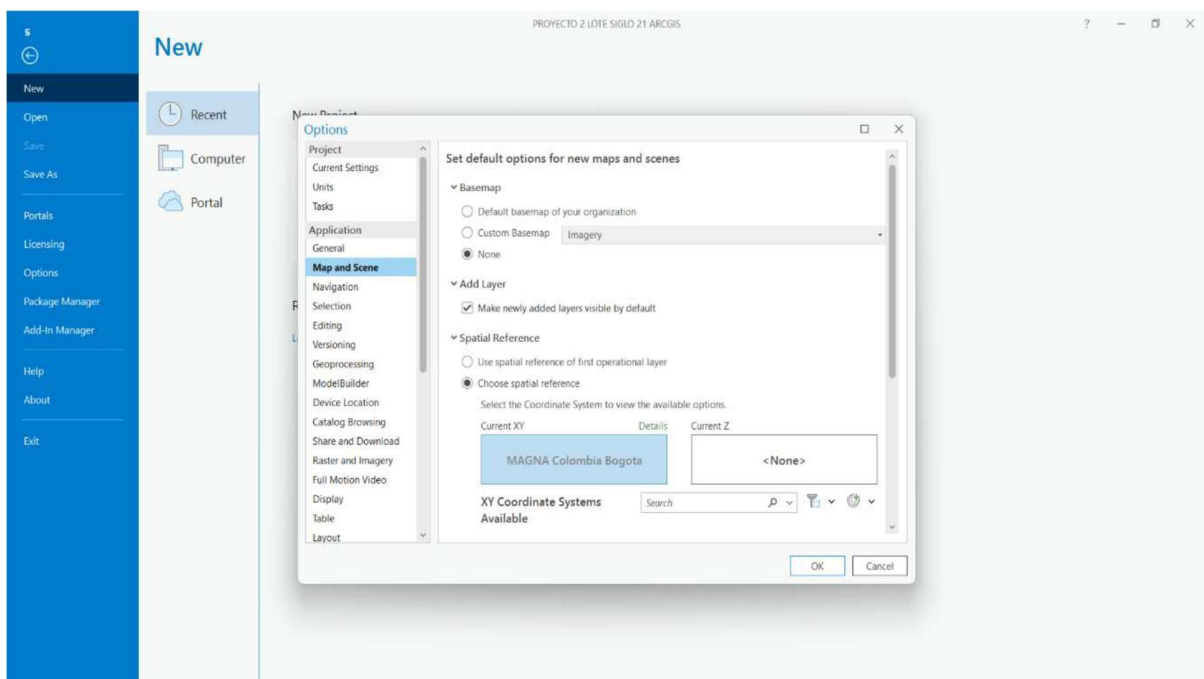 PROYECTO 2 LOTE SIGLO 21 ARCGIS
?
s
New
New
Open
Save
Save As
Portals
Licensing
Options
Package Manager
Add-In Manager
Help
About
Exit
Recent
Computer
Portal
New Project
Options
Project
Current Settings
Units
Tasks
Application
General
Map and Scene
Navigation
Selection
Editing
Versioning
Geoprocessing
ModelBuilder
Device Location
Catalog Browsing
Share and Download
Raster and Imagery
Full Motion Video
Display
Table
Layout
Set default options for new maps and scenes
Basemap
Default basemap of your organization
Custom Basemap Imagery
None
Add Layer
Make newly added layers visible by default
Spatial Reference
Use spatial reference of first operational layer
Choose spatial reference
Select the Coordinate System to view the available options.
Current XY Details Current Z
MAGNA Colombia Bogota <None>
XY Coordinate Systems Search
Available
OK Cancel